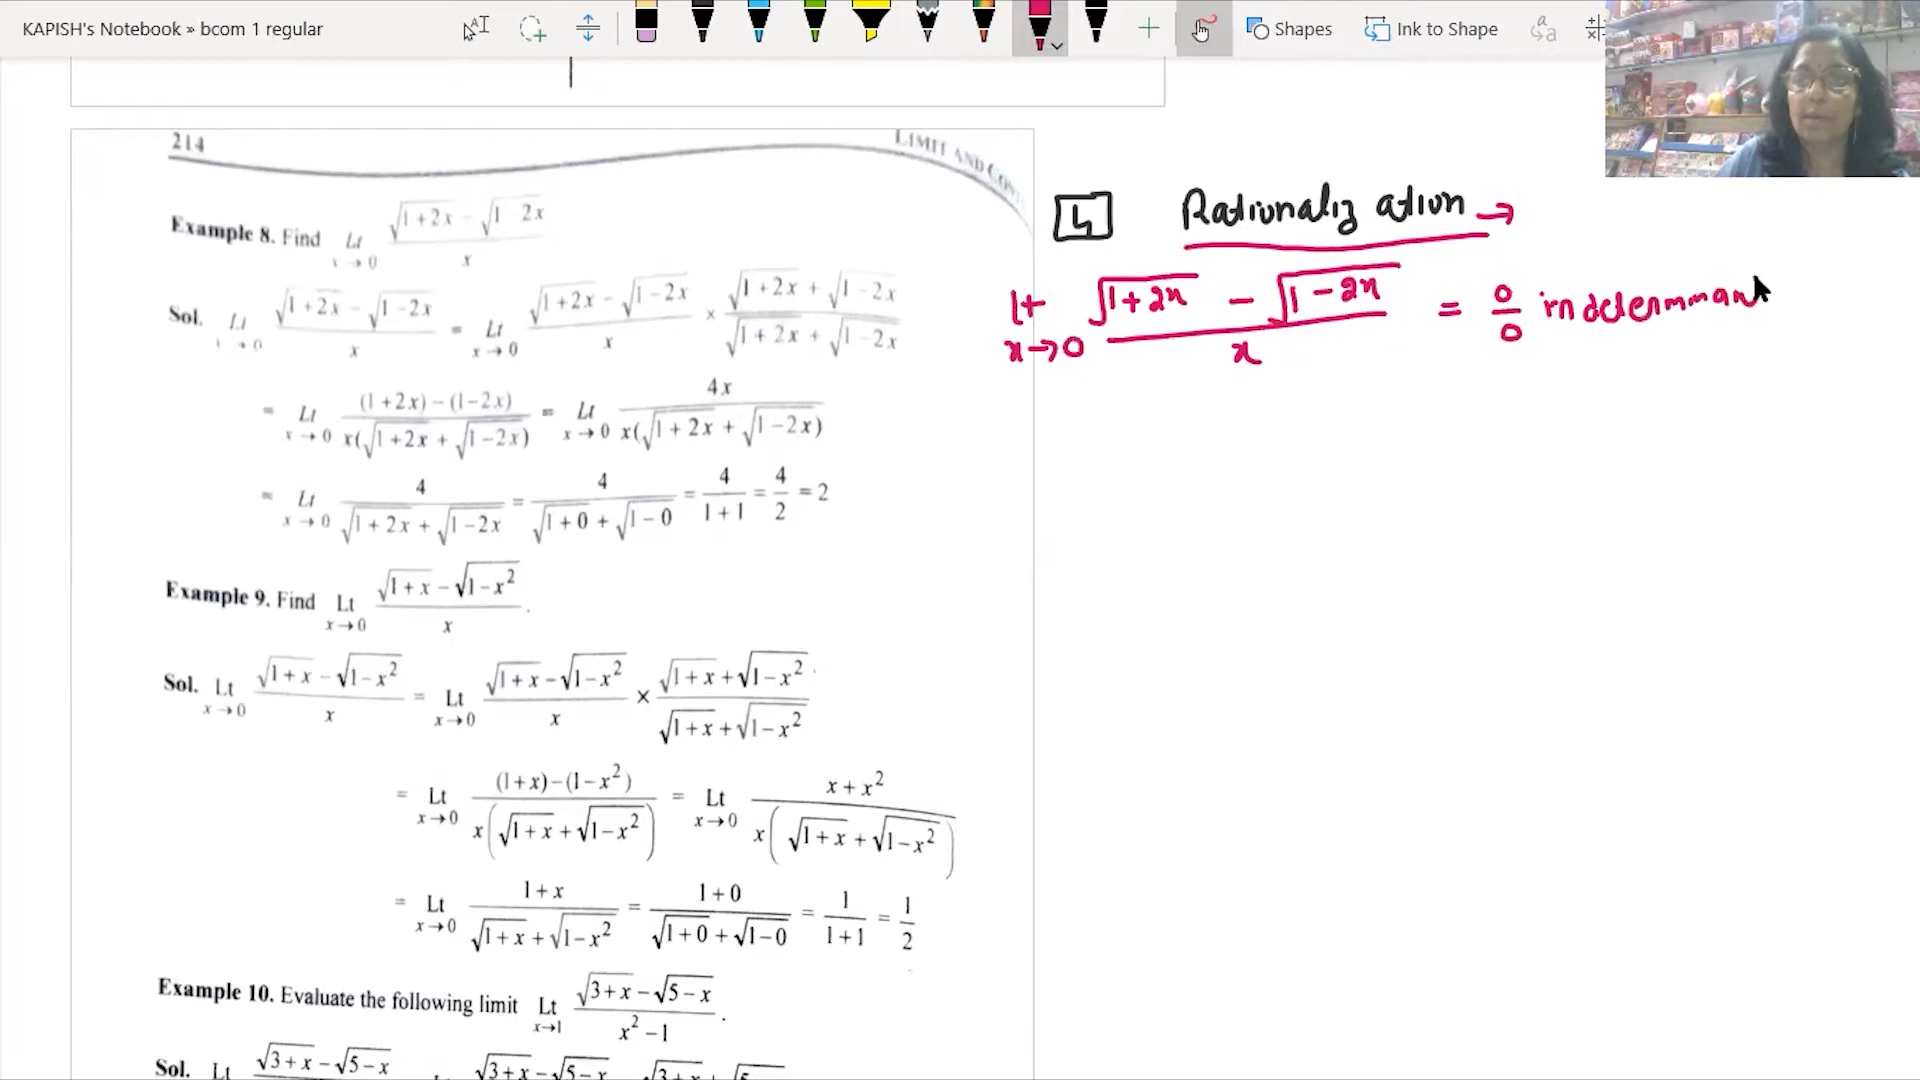 KAPISH's Notebook » bcom 1 regular
Shapes
Ink to Shape
214
LIMIT AND
Example 8. Find Lt x→0 √1+2x − √1 2x / x
Sol. Lt x→0 √1+2x − √1−2x / x = Lt x→0 √1+2x − √1−2x / x × √1+2x + √1−2x / √1+2x + √1−2x
= Lt x→0 (1+2x)−(1−2x) / x(√1+2x + √1−2x) = Lt x→0 4x / x(√1+2x + √1−2x)
= Lt x→0 4 / √1+2x + √1−2x = 4 / √1+0 + √1−0 = 4 / 1+1 = 4/2 = 2
Example 9. Find Lt x→0 √1+x − √1−x² / x .
Sol. Lt x→0 √1+x − √1−x² / x = Lt x→0 √1+x − √1−x² / x × √1+x + √1−x² / √1+x + √1−x²
= Lt x→0 (1+x)−(1−x²) / x(√1+x + √1−x²) = Lt x→0 x+x² / x(√1+x + √1−x²)
= Lt x→0 1+x / √1+x + √1−x² = 1+0 / √1+0 + √1−0 = 1 / 1+1 = 1/2
Example 10. Evaluate the following limit Lt x→1 √3+x − √5−x / x²−1 .
Sol. Lt √3+x − √5−x √3+x − √5−x
Rationalization →
lt x→0 √1+2x − √1−2x / x = 0/0